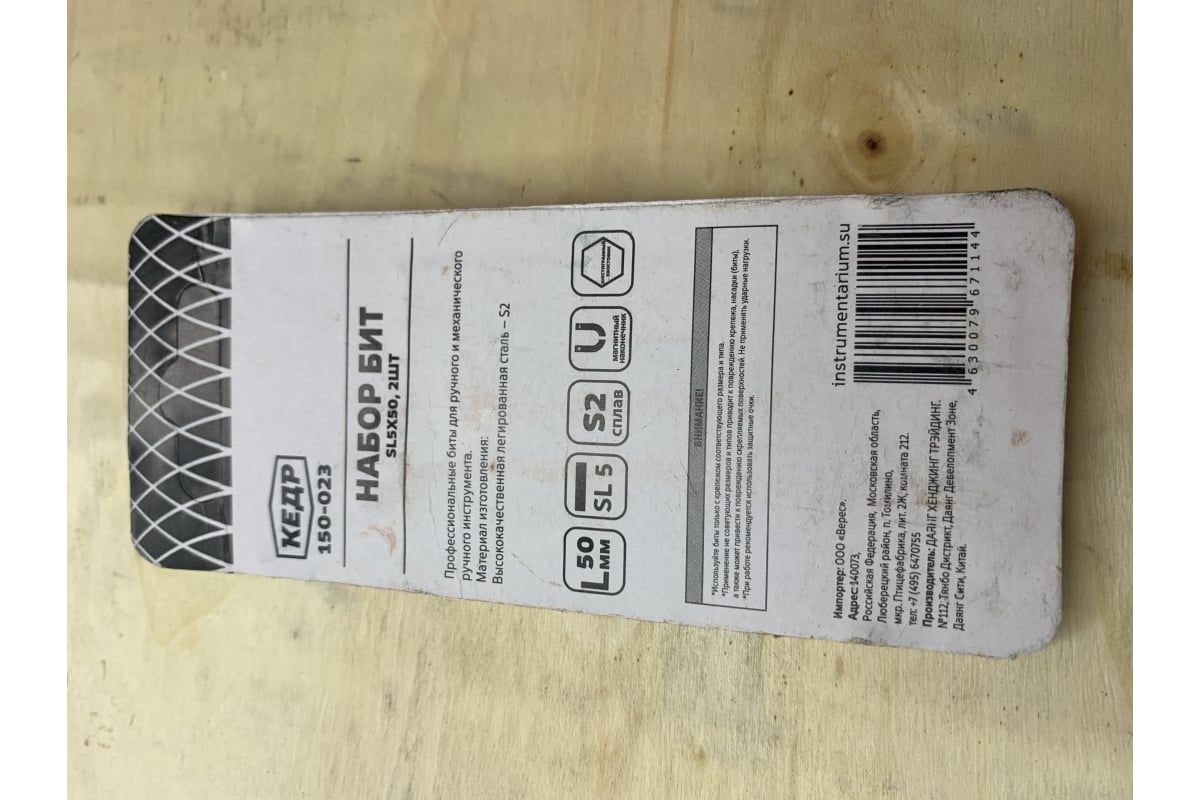 КЕДР
150-023
НАБОР БИТ
SL5X50, 2ШТ
Профессиональные биты для ручного и механического
ручного инструмента.
Материал изготовления:
Высококачественная легированная сталь – S2
L 50 ММ
SL 5
S2 сплав
магнитный
наконечник
ШЕСТИГРАННЫЙ
ХВОСТОВИК
ВНИМАНИЕ!
*Используйте биты только с крепежом соответствующего размера и типа.
*Применение не советующих размеров и типов приводит к повреждению крепежа, насадки (биты),
а также может привести к повреждению скрепляемых поверхностей. Не применять ударные нагрузки.
*При работе рекомендуется использовать защитные очки.
Импортер: ООО «Верес».
Адрес: 140073,
Российская Федерация, Московская область,
Люберецкий район, п. Томилино,
мкр. Птицефабрика, лит. 2Ж, комната 212.
тел: +7 (495) 6470755
Производитель: ДАЯНГ ХЕНДЖИНГ ТРЭЙДИНГ.
№112, Тянбо Дистрикт, Даянг Девелопмент Зоне,
Даянг Сити, Китай.
instrumentarium.su
4 630079 671144